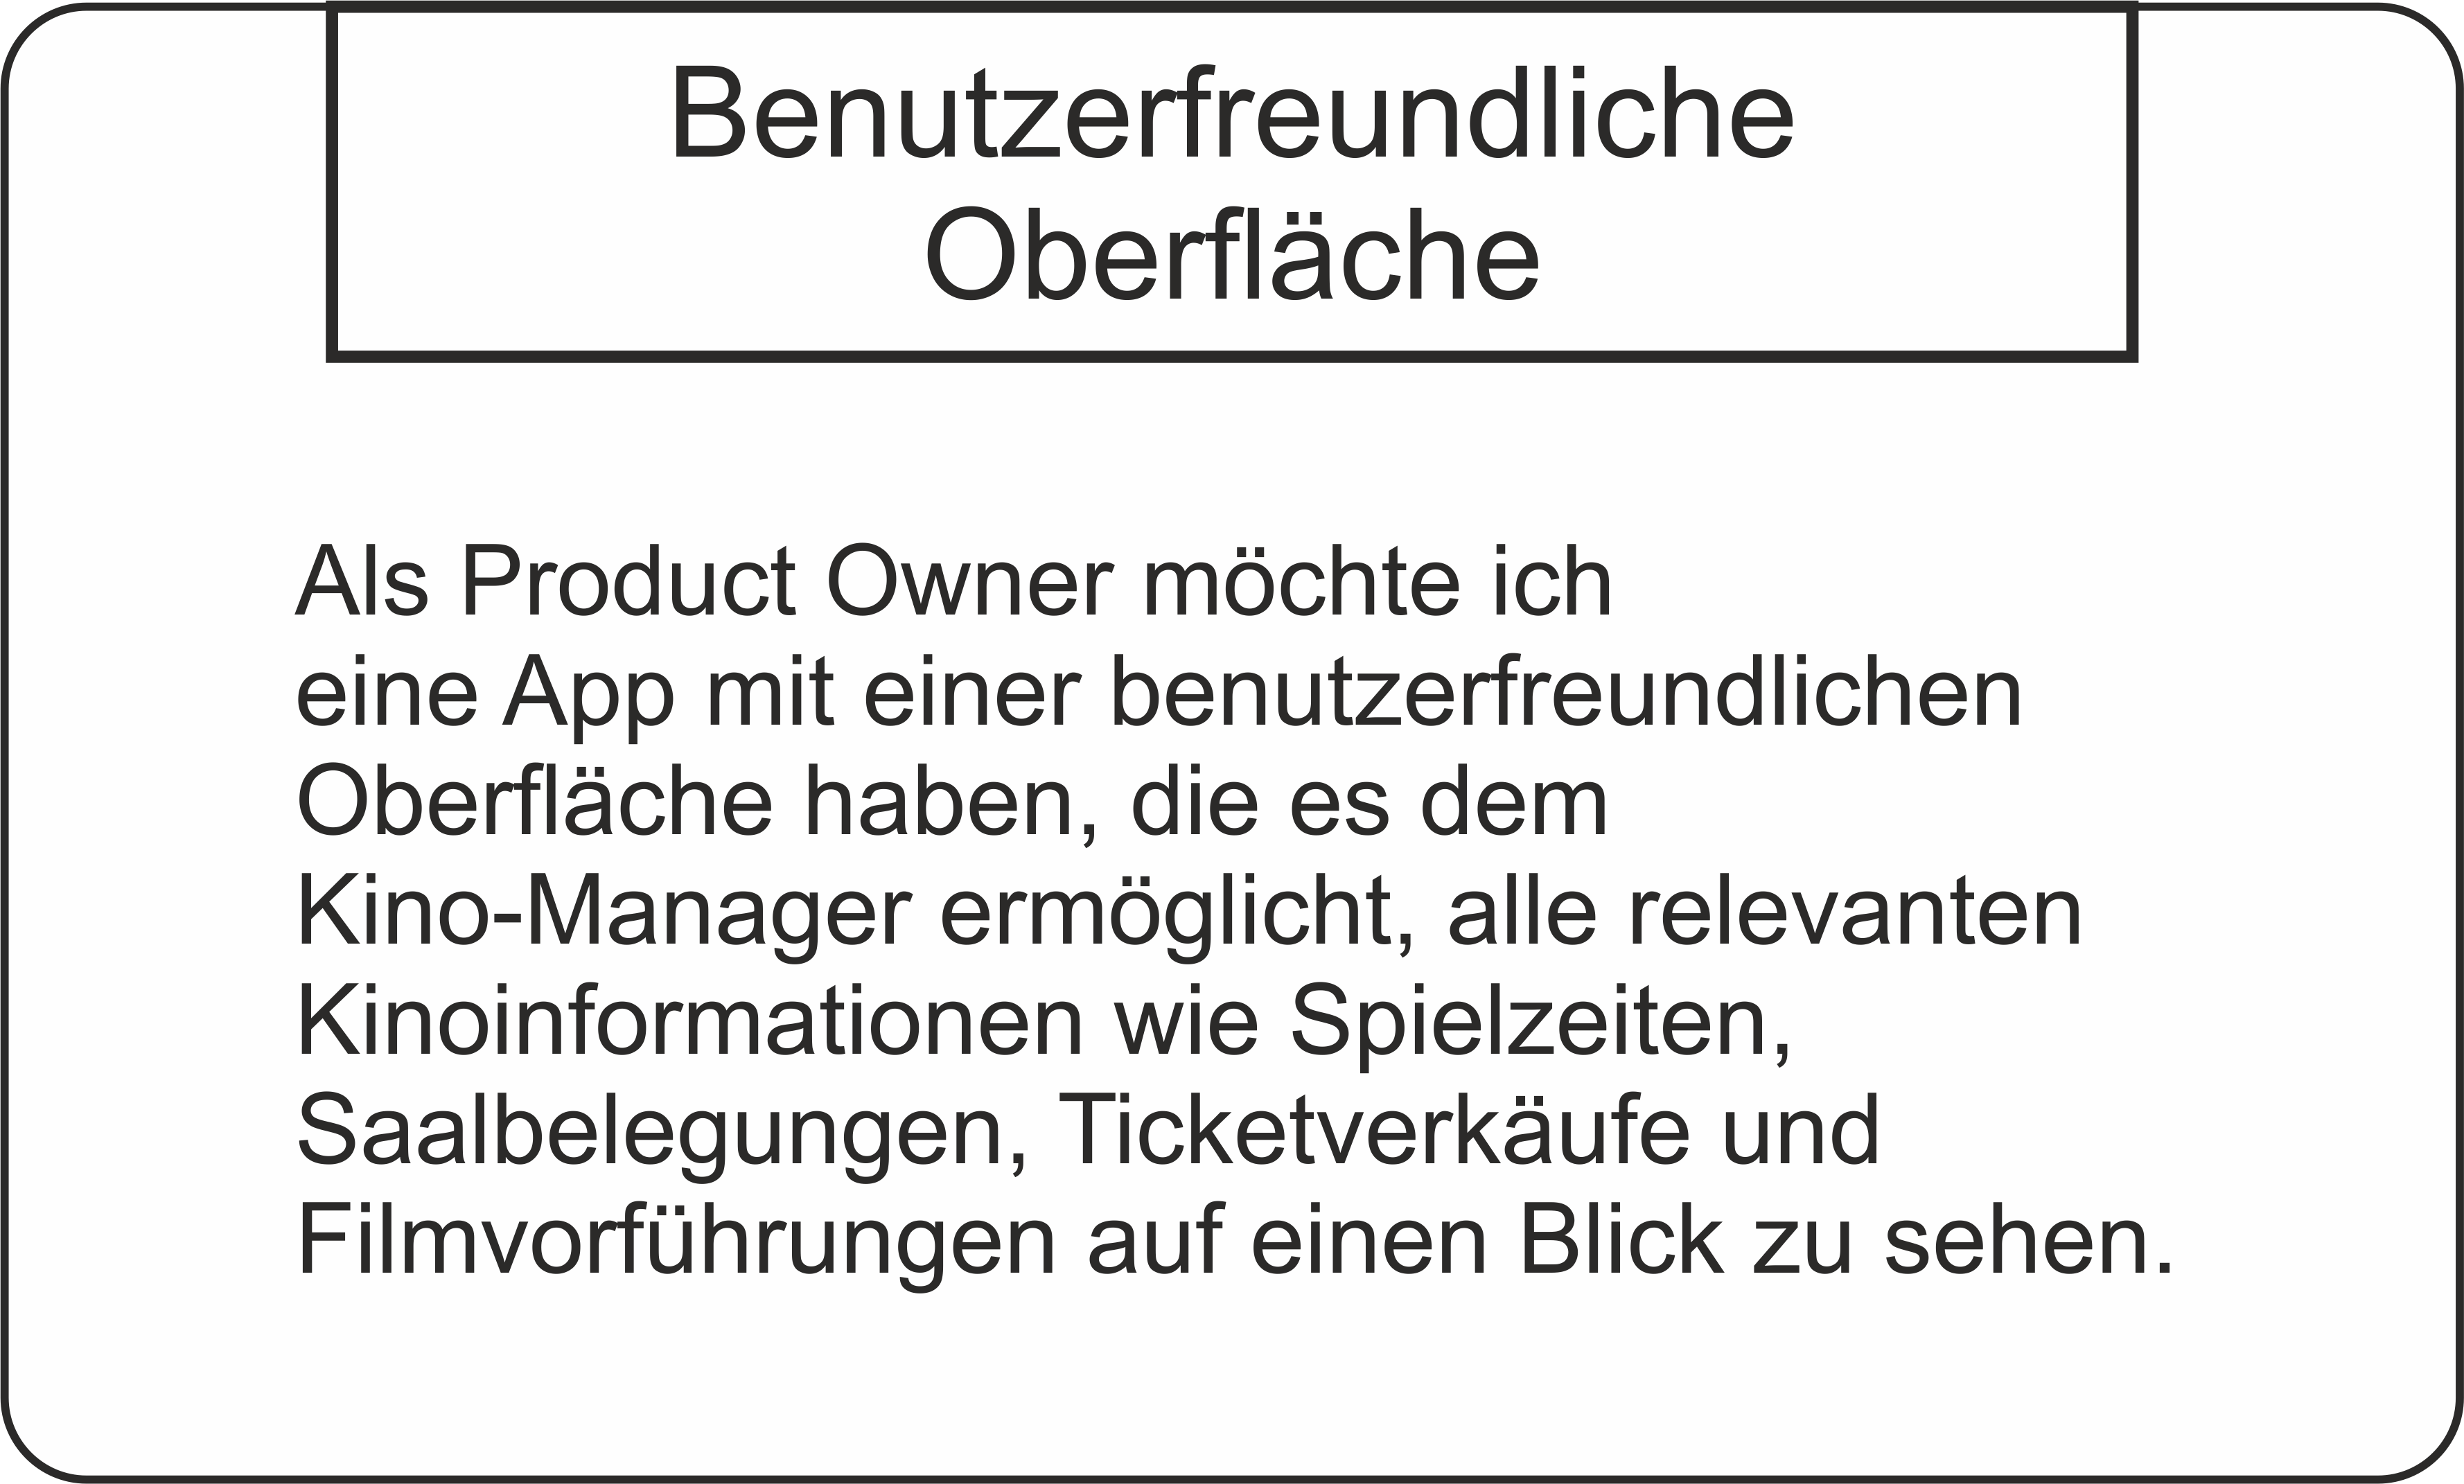 Benutzerfreundliche
Oberfläche
Als Product Owner möchte ich
eine App mit einer benutzerfreundlichen
Oberfläche haben, die es dem
Kino-Manager ermöglicht, alle relevanten
Kinoinformationen wie Spielzeiten,
Saalbelegungen, Ticketverkäufe und
Filmvorführungen auf einen Blick zu sehen.